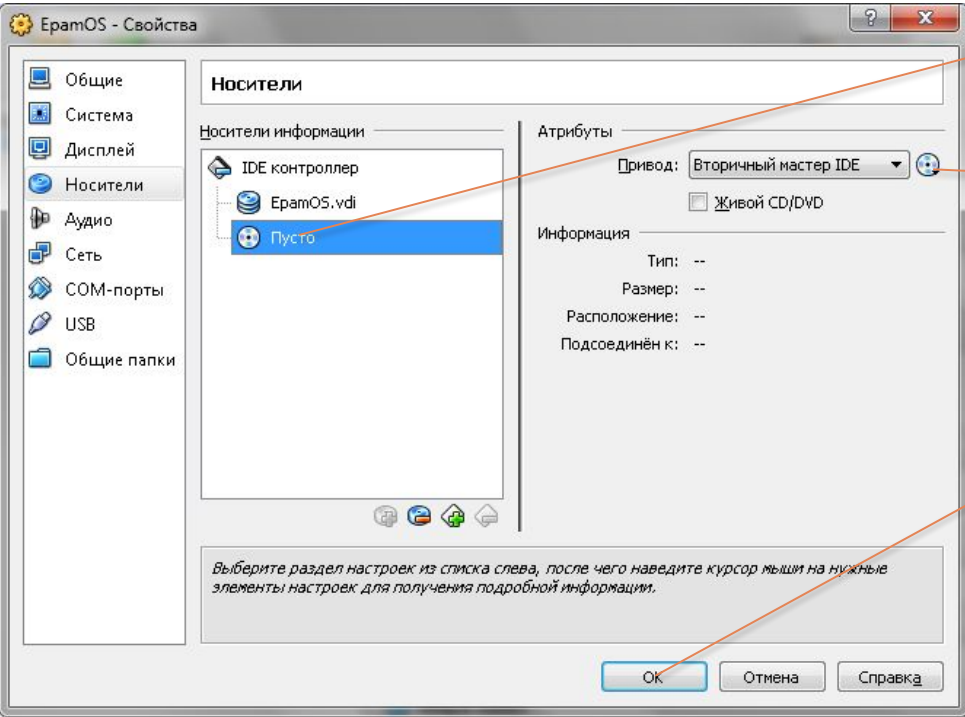 EpamOS - Свойства
Общие
Система
Дисплей
Носители
Аудио
Сеть
COM-порты
USB
Общие папки
Носители
Носители информации
IDE контроллер
EpamOS.vdi
Пусто
Атрибуты
Привод: Вторичный мастер IDE
Живой CD/DVD
Информация
Тип: --
Размер: --
Расположение: --
Подсоединён к: --
Выберите раздел настроек из списка слева, после чего наведите курсор мыши на нужные
элементы настроек для получения подробной информации.
OK
Отмена
Справка